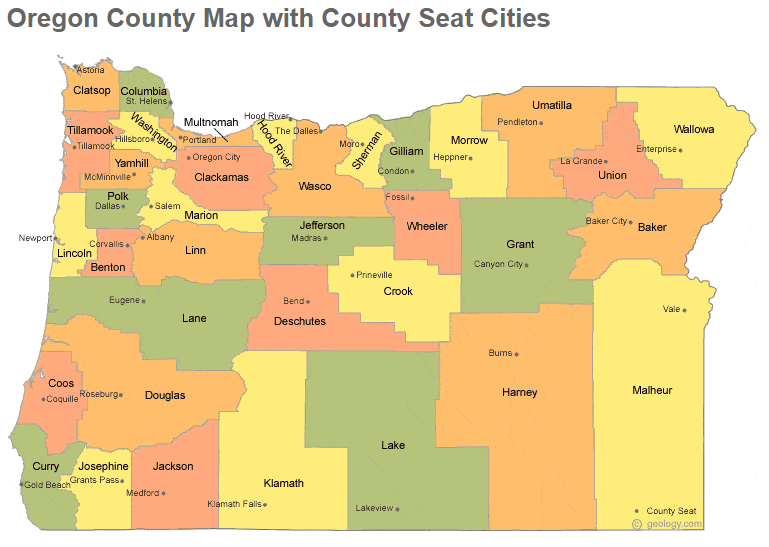 Oregon County Map with County Seat Cities
Astoria
Clatsop
Columbia
St. Helens
Tillamook
Tillamook
Washington
Hillsboro
Multnomah
Portland
Hood River
Hood River
The Dalles
Moro
Sherman
Gilliam
Condon
Morrow
Heppner
Umatilla
Pendleton
Wallowa
Enterprise
La Grande
Union
Yamhill
McMinnville
Oregon City
Clackamas
Wasco
Polk
Dallas
Salem
Marion
Fossil
Wheeler
Jefferson
Madras
Grant
Canyon City
Baker City
Baker
Newport
Lincoln
Corvallis
Benton
Albany
Linn
Prineville
Crook
Eugene
Lane
Bend
Deschutes
Vale
Malheur
Burns
Harney
Coos
Coquille
Roseburg
Douglas
Lake
Lakeview
Curry
Gold Beach
Josephine
Grants Pass
Jackson
Medford
Klamath
Klamath Falls
County Seat
© geology.com